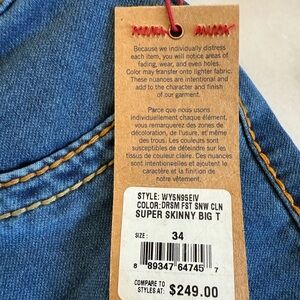 Because we individually distress
each item, you will notice areas of
fading, wear, and even holes.
Color may transfer onto lighter fabric.
These nuances are intentional and
add to the character and finish
of our garment.
Parce que nous usons
individuellement chaque élément,
vous remarquerez des zones de
décoloration, de l'usure, et même
des trous. Les couleurs sont
susceptibles de déteindre sur les
tissus de couleur claire. Ces nuances
sont intentionnelles et ajoutent
le caractère et la finition de
notre vêtement.
STYLE: WY5N95EIV
COLOR:DRSM FST SNW CLN
SUPER SKINNY BIG T
SIZE: 34
8 89347 64745 7
COMPARE TO
STYLES AT: $249.00